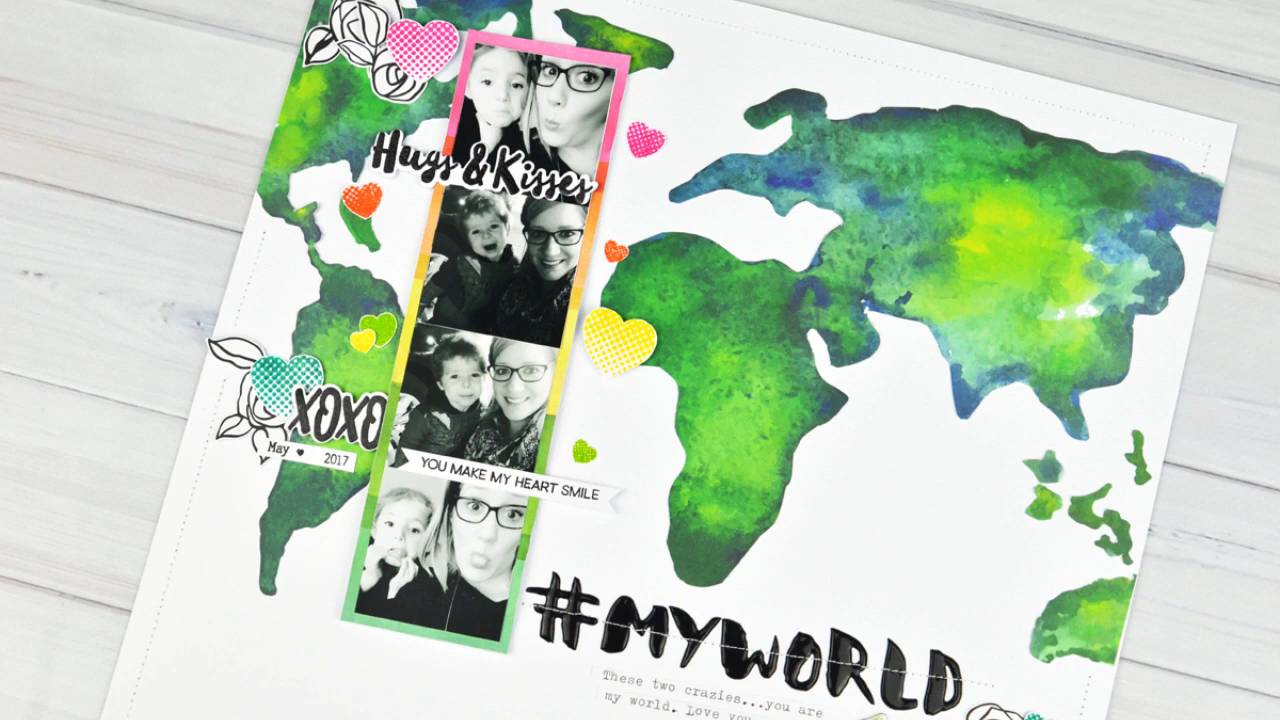 Hugs & Kisses
XOXO
May 2017
YOU MAKE MY HEART SMILE
#MYWORLD
These two crazies...you are
my world. Love you